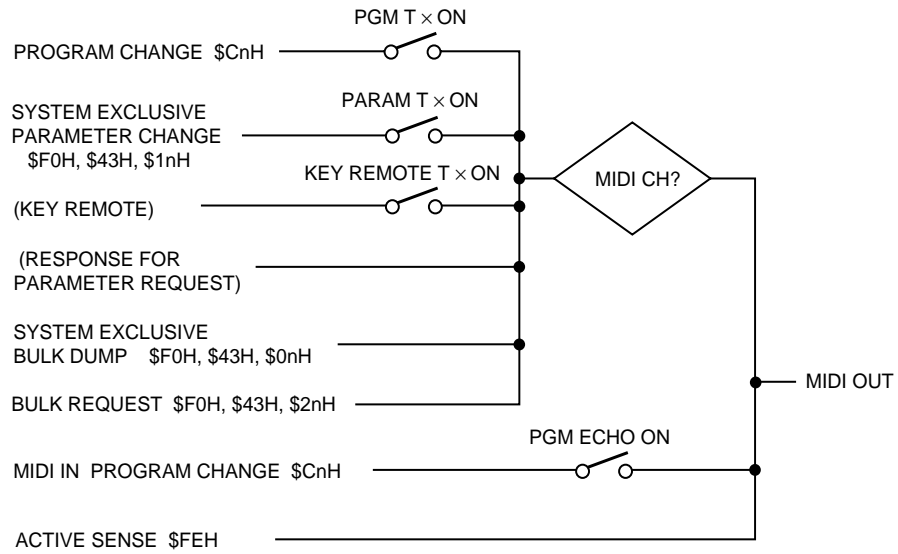 PGM T × ON
PROGRAM CHANGE $CnH
PARAM T × ON
SYSTEM EXCLUSIVE
PARAMETER CHANGE
$F0H, $43H, $1nH
KEY REMOTE T × ON
MIDI CH?
(KEY REMOTE)
(RESPONSE FOR
PARAMETER REQUEST)
SYSTEM EXCLUSIVE
BULK DUMP $F0H, $43H, $0nH
MIDI OUT
BULK REQUEST $F0H, $43H, $2nH
PGM ECHO ON
MIDI IN PROGRAM CHANGE $CnH
ACTIVE SENSE $FEH